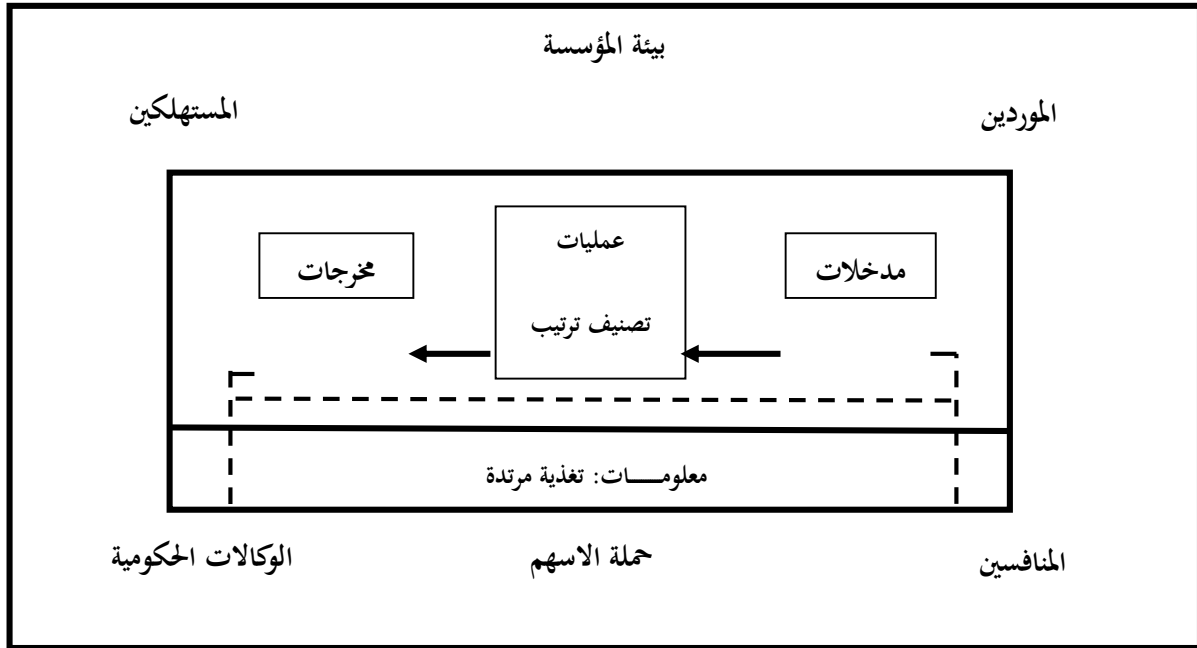 بيئة المؤسسة
الموردين
المستهلكين
مدخلات
عمليات
تصنيف ترتيب
مخرجات
معلومـــــات: تغذية مرتدة
المنافسين
حملة الاسهم
الوكالات الحكومية